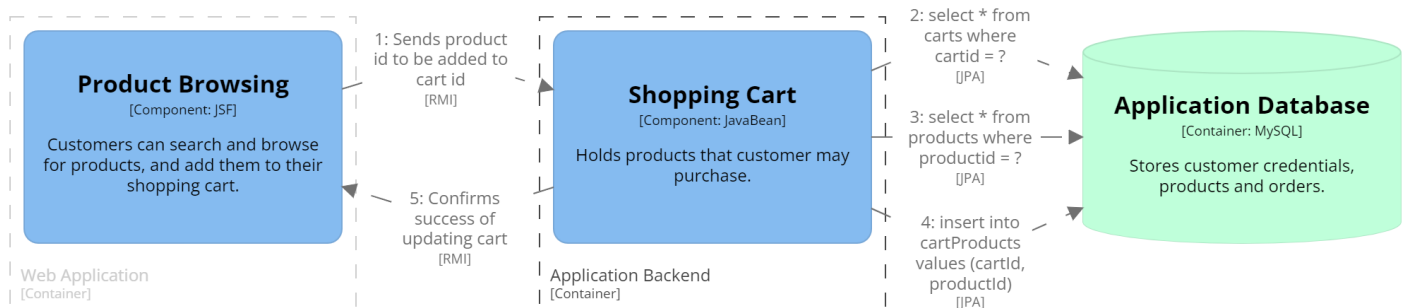 Product Browsing
[Component: JSF]
Customers can search and browse
for products, and add them to their
shopping cart.
Web Application
[Container]
1: Sends product
id to be added to
cart id
[RMI]
5: Confirms
success of
updating cart
[RMI]
Shopping Cart
[Component: JavaBean]
Holds products that customer may
purchase.
Application Backend
[Container]
2: select * from
carts where
cartid = ?
[JPA]
3: select * from
products where
productid = ?
[JPA]
4: insert into
cartProducts
values (cartId,
productId)
[JPA]
Application Database
[Container: MySQL]
Stores customer credentials,
products and orders.